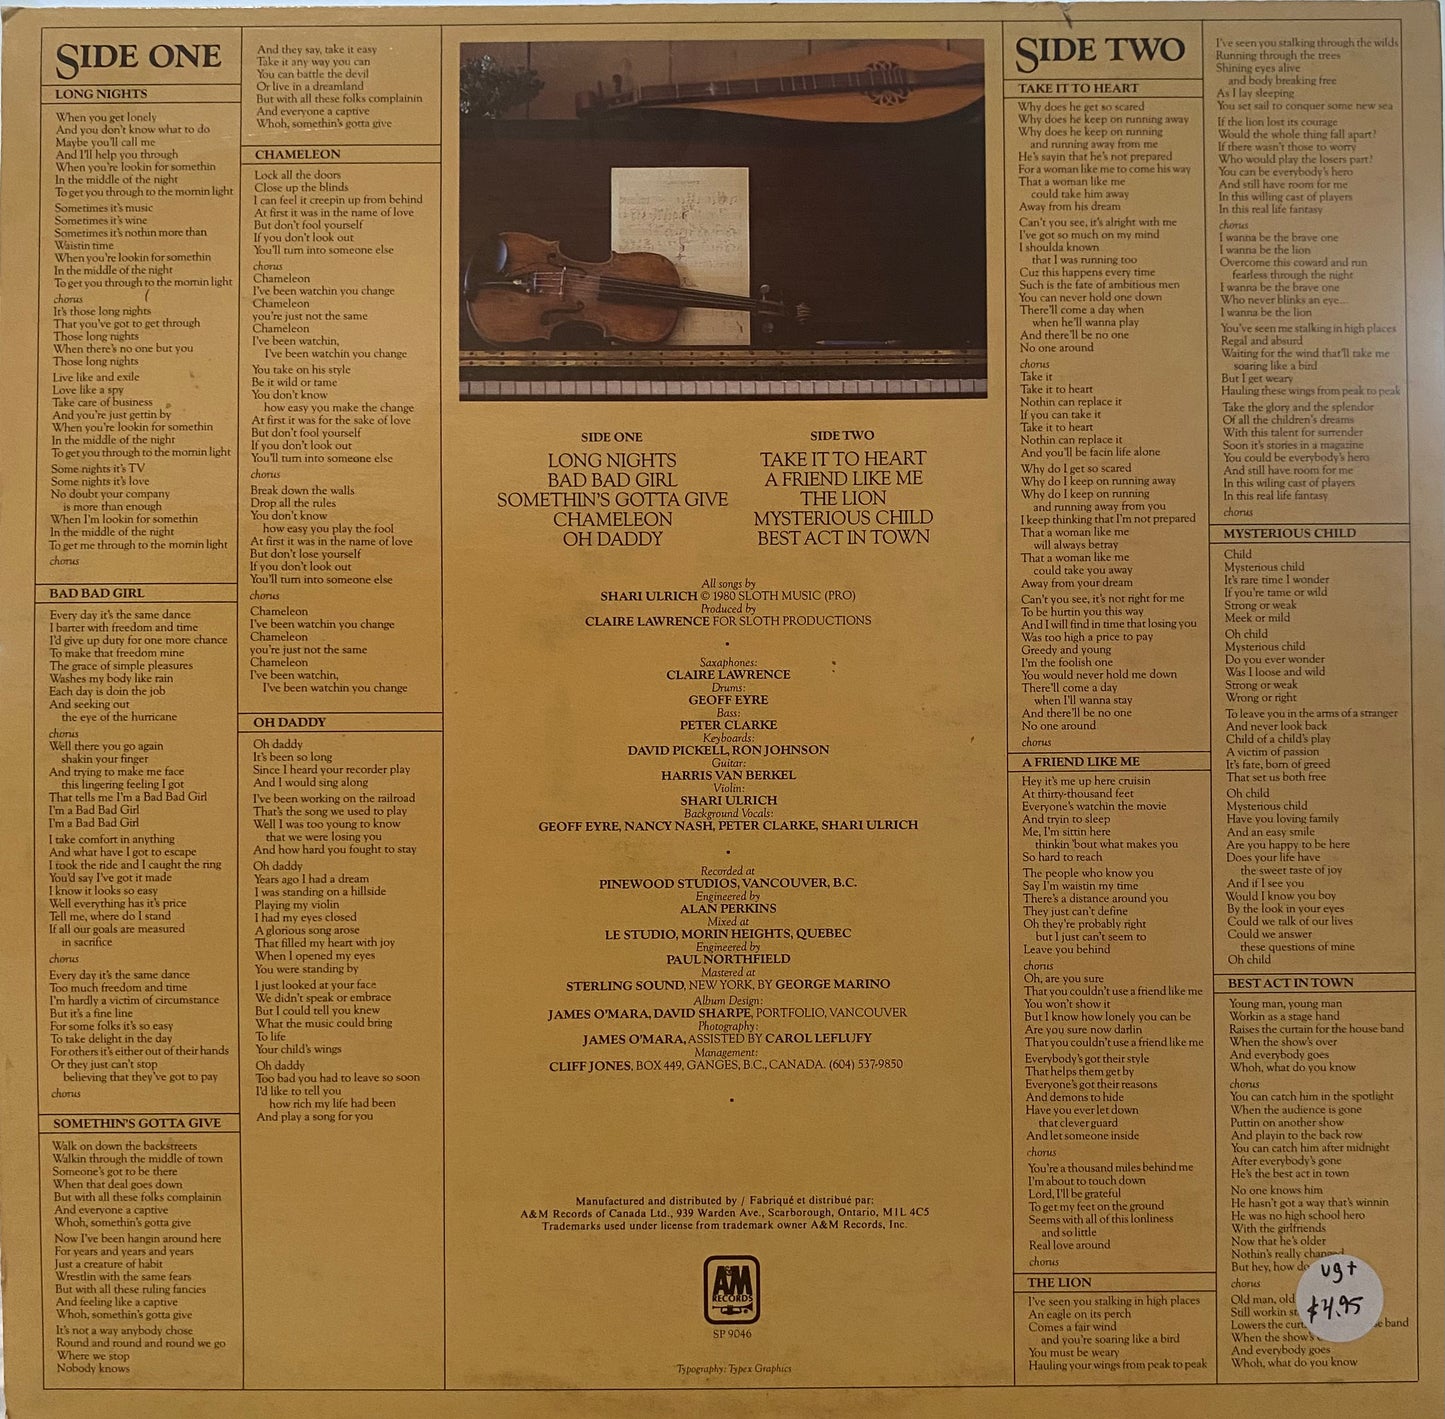 SIDE ONE
LONG NIGHTS
When you get lonely
And you don't know what to do
Maybe you'll call me
And I'll help you through
When you're lookin for somethin
In the middle of the night
To get you through to the mornin light
Sometimes it's music
Sometimes it's wine
Sometimes it's nothin more than
Waistin time
When you're lookin for somethin
In the middle of the night
To get you through to the mornin light
chorus
It's those long nights
That you've got to get through
Those long nights
When there's no one but you
Those long nights
Live like and exile
Love like a spy
Take care of business
And you're just gettin by
When you're lookin for somethin
In the middle of the night
To get you through to the mornin light
Some nights it's TV
Some nights it's love
No doubt your company
is more than enough
When I'm lookin for somethin
In the middle of the night
To get me through to the mornin light
chorus
BAD BAD GIRL
Every day it's the same dance
I barter with freedom and time
I'd give up duty for one more chance
To make that freedom mine
The grace of simple pleasures
Washes my body like rain
Each day is doin the job
And seeking out
the eye of the hurricane
chorus
Well there you go again
shakin your finger
And trying to make me face
this lingering feeling I got
That tells me I'm a Bad Bad Girl
I'm a Bad Bad Girl
I'm a Bad Bad Girl
I take comfort in anything
And what have I got to escape
I took the ride and I caught the ring
You'd say I've got it made
I know it looks so easy
Well everything has it's price
Tell me, where do I stand
If all our goals are measured
in sacrifice
chorus
Every day it's the same dance
Too much freedom and time
I'm hardly a victim of circumstance
But it's a fine line
For some folks it's so easy
To take delight in the day
For others it's either out of their hands
Or they just can't stop
believing that they've got to pay
chorus
SOMETHIN'S GOTTA GIVE
Walk on down the backstreets
Walkin through the middle of town
Someone's got to be there
When that deal goes down
But with all these folks complainin
And everyone a captive
Whoh, somethin's gotta give
Now I've been hangin around here
For years and years and years
Just a creature of habit
Wrestlin with the same fears
But with all these ruling fancies
And feeling like a captive
Whoh, somethin's gotta give
It's not a way anybody chose
Round and round and round we go
Where we stop
Nobody knows
And they say, take it easy
Take it any way you can
You can battle the devil
Or live in a dreamland
But with all these folks complainin
And everyone a captive
Whoh, somethin's gotta give
CHAMELEON
Lock all the doors
Close up the blinds
I can feel it creepin up from behind
At first it was in the name of love
But don't fool yourself
If you don't look out
You'll turn into someone else
chorus
Chameleon
I've been watchin you change
Chameleon
you're just not the same
Chameleon
I've been watchin,
I've been watchin you change
You take on his style
Be it wild or tame
You don't know
how easy you make the change
At first it was for the sake of love
But don't fool yourself
If you don't look out
You'll turn into someone else
chorus
Break down the walls
Drop all the rules
You don't know
how easy you play the fool
At first it was in the name of love
But don't lose yourself
If you don't look out
You'll turn into someone else
chorus
Chameleon
I've been watchin you change
Chameleon
you're just not the same
Chameleon
I've been watchin,
I've been watchin you change
OH DADDY
Oh daddy
It's been so long
Since I heard your recorder play
And I would sing along
I've been working on the railroad
That's the song we used to play
Well I was too young to know
that we were losing you
And how hard you fought to stay
Oh daddy
Years ago I had a dream
I was standing on a hillside
Playing my violin
I had my eyes closed
A glorious song arose
That filled my heart with joy
When I opened my eyes
You were standing by
I just looked at your face
We didn't speak or embrace
But I could tell you knew
What the music could bring
To life
Your child's wings
Oh daddy
Too bad you had to leave so soon
I'd like to tell you
how rich my life had been
And play a song for you
SIDE ONE
LONG NIGHTS
BAD BAD GIRL
SOMETHIN'S GOTTA GIVE
CHAMELEON
OH DADDY
SIDE TWO
TAKE IT TO HEART
A FRIEND LIKE ME
THE LION
MYSTERIOUS CHILD
BEST ACT IN TOWN
All songs by
SHARI ULRICH © 1980 SLOTH MUSIC (PRO)
Produced by
CLAIRE LAWRENCE FOR SLOTH PRODUCTIONS
Saxaphones:
CLAIRE LAWRENCE
Drums:
GEOFF EYRE
Bass:
PETER CLARKE
Keyboards:
DAVID PICKELL, RON JOHNSON
Guitar:
HARRIS VAN BERKEL
Violin:
SHARI ULRICH
Background Vocals:
GEOFF EYRE, NANCY NASH, PETER CLARKE, SHARI ULRICH
Recorded at
PINEWOOD STUDIOS, VANCOUVER, B.C.
Engineered by
ALAN PERKINS
Mixed at
LE STUDIO, MORIN HEIGHTS, QUEBEC
Engineered by
PAUL NORTHFIELD
Mastered at
STERLING SOUND, NEW YORK, BY GEORGE MARINO
Album Design:
JAMES O'MARA, DAVID SHARPE, PORTFOLIO, VANCOUVER
Photography:
JAMES O'MARA, ASSISTED BY CAROL LEFLUFY
Management:
CLIFF JONES, BOX 449, GANGES, B.C., CANADA. (604) 537-9850
Manufactured and distributed by / Fabriqué et distribué par:
A&M Records of Canada Ltd., 939 Warden Ave., Scarborough, Ontario, M1L 4C5
Trademarks used under license from trademark owner A&M Records, Inc.
A&M
RECORDS
SP 9046
Typography: Typex Graphics
SIDE TWO
TAKE IT TO HEART
Why does he get so scared
Why does he keep on running away
Why does he keep on running
and running away from me
He's sayin that he's not prepared
For a woman like me to come his way
That a woman like me
could take him away
Away from his dream
Can't you see, it's alright with me
I've got so much on my mind
I shoulda known
that I was running too
Cuz this happens every time
Such is the fate of ambitious men
You can never hold one down
There'll come a day when
when he'll wanna play
And there'll be no one
No one around
chorus
Take it
Take it to heart
Nothin can replace it
If you can take it
Take it to heart
Nothin can replace it
And you'll be facin life alone
Why do I get so scared
Why do I keep on running away
Why do I keep on running
and running away from you
I keep thinking that I'm not prepared
That a woman like me
will always betray
That a woman like me
could take you away
Away from your dream
Can't you see, it's not right for me
To be hurtin you this way
And I will find in time that losing you
Was too high a price to pay
Greedy and young
I'm the foolish one
You would never hold me down
There'll come a day
when I'll wanna stay
And there'll be no one
No one around
chorus
A FRIEND LIKE ME
Hey it's me up here cruisin
At thirty-thousand feet
Everyone's watchin the movie
And tryin to sleep
Me, I'm sittin here
thinkin 'bout what makes you
So hard to reach
The people who know you
Say I'm waistin my time
There's a distance around you
They just can't define
Oh they're probably right
but I just can't seem to
Leave you behind
chorus
Oh, are you sure
That you couldn't use a friend like me
You won't show it
But I know how lonely you can be
Are you sure now darlin
That you couldn't use a friend like me
Everybody's got their style
That helps them get by
Everyone's got their reasons
And demons to hide
Have you ever let down
that clever guard
And let someone inside
chorus
You're a thousand miles behind me
I'm about to touch down
Lord, I'll be grateful
To get my feet on the ground
Seems with all of this lonliness
and so little
Real love around
chorus
THE LION
I've seen you stalking in high places
An eagle on its perch
Comes a fair wind
and you're soaring like a bird
You must be weary
Hauling your wings from peak to peak
I've seen you stalking through the wilds
Running through the trees
Shining eyes alive
and body breaking free
As I lay sleeping
You set sail to conquer some new sea
If the lion lost its courage
Would the whole thing fall apart?
If there wasn't those to worry
Who would play the losers part?
You can be everybody's hero
And still have room for me
In this willing cast of players
In this real life fantasy
chorus
I wanna be the brave one
I wanna be the lion
Overcome this coward and run
fearless through the night
I wanna be the brave one
Who never blinks an eye...
I wanna be the lion
You've seen me stalking in high places
Regal and absurd
Waiting for the wind that'll take me
soaring like a bird
But I get weary
Hauling these wings from peak to peak
Take the glory and the splendor
Of all the children's dreams
With this talent for surrender
Soon it's stories in a magazine
You could be everybody's hero
And still have room for me
In this wiling cast of players
In this real life fantasy
chorus
MYSTERIOUS CHILD
Child
Mysterious child
It's rare time I wonder
If you're tame or wild
Strong or weak
Meek or mild
Oh child
Mysterious child
Do you ever wonder
Was I loose and wild
Strong or weak
Wrong or right
To leave you in the arms of a stranger
And never look back
Child of a child's play
A victim of passion
It's fate, born of greed
That set us both free
Oh child
Mysterious child
Have you loving family
And an easy smile
Are you happy to be here
Does your life have
the sweet taste of joy
And if I see you
Would I know you boy
By the look in your eyes
Could we talk of our lives
Could we answer
these questions of mine
Oh child
BEST ACT IN TOWN
Young man, young man
Workin as a stage hand
Raises the curtain for the house band
When the show's over
And everybody goes
Whoh, what do you know
chorus
You can catch him in the spotlight
When the audience is gone
Puttin on another show
And playin to the back row
You can catch him after midnight
After everybody's gone
He's the best act in town
No one knows him
He hasn't got a way that's winnin
He was no high school hero
With the girlfriends
Now that he's older
Nothin's really changed
But hey, how do
chorus
Old man, old
Still workin
Lowers the band
When the show's
And everybody goes
Whoh, what do you know
vg+
$4.95